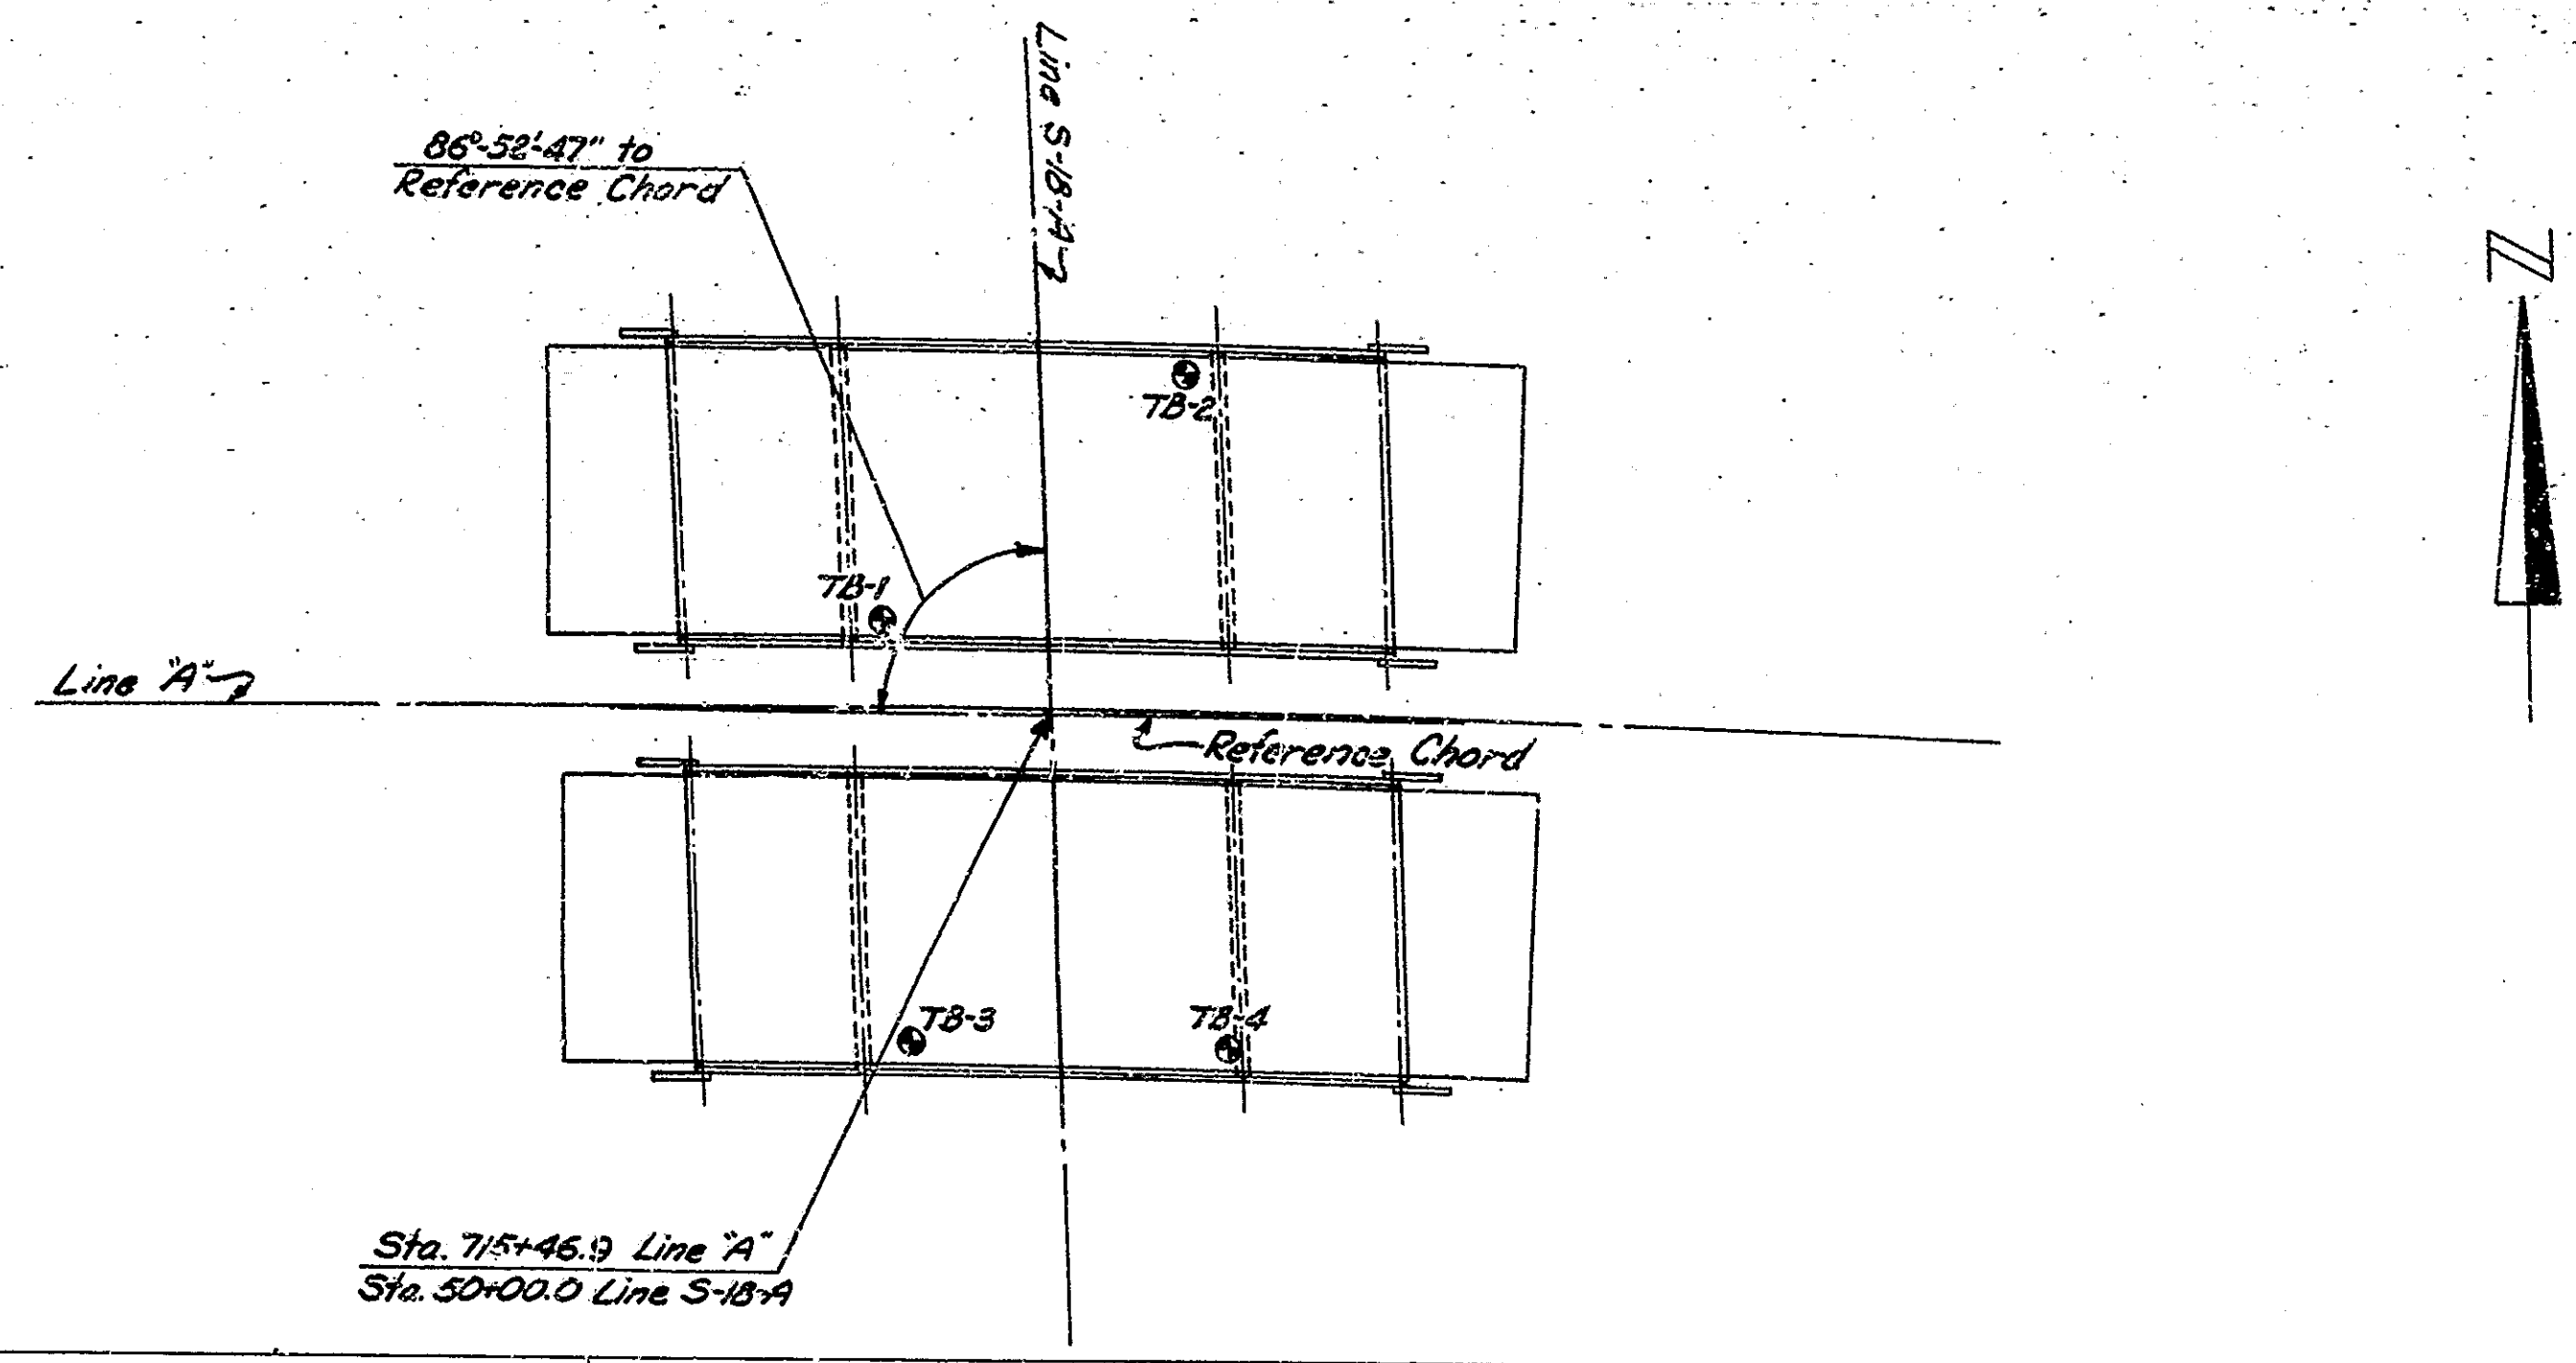 Line S-18-A
86°-52'-47" to
Reference Chord
N
TB-2
TB-1
Line "A"
Reference Chord
TB-3
TB-4
Sta. 715+46.9 Line "A"
Sta. 50+00.0 Line S-18-A